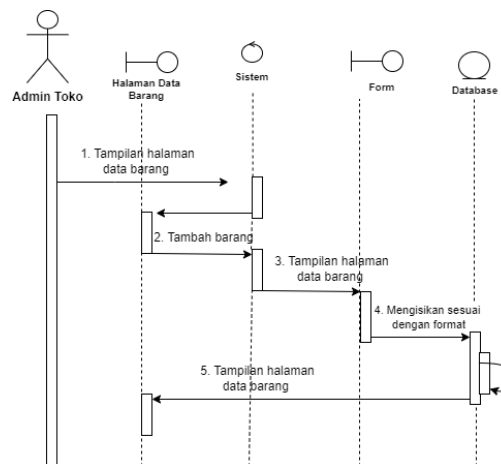 Admin Toko
Halaman Data
Barang
Sistem
Form
Database
1. Tampilan halaman
data barang
2. Tambah barang
3. Tampilan halaman
data barang
4. Mengisikan sesuai
dengan format
5. Tampilan halaman
data barang